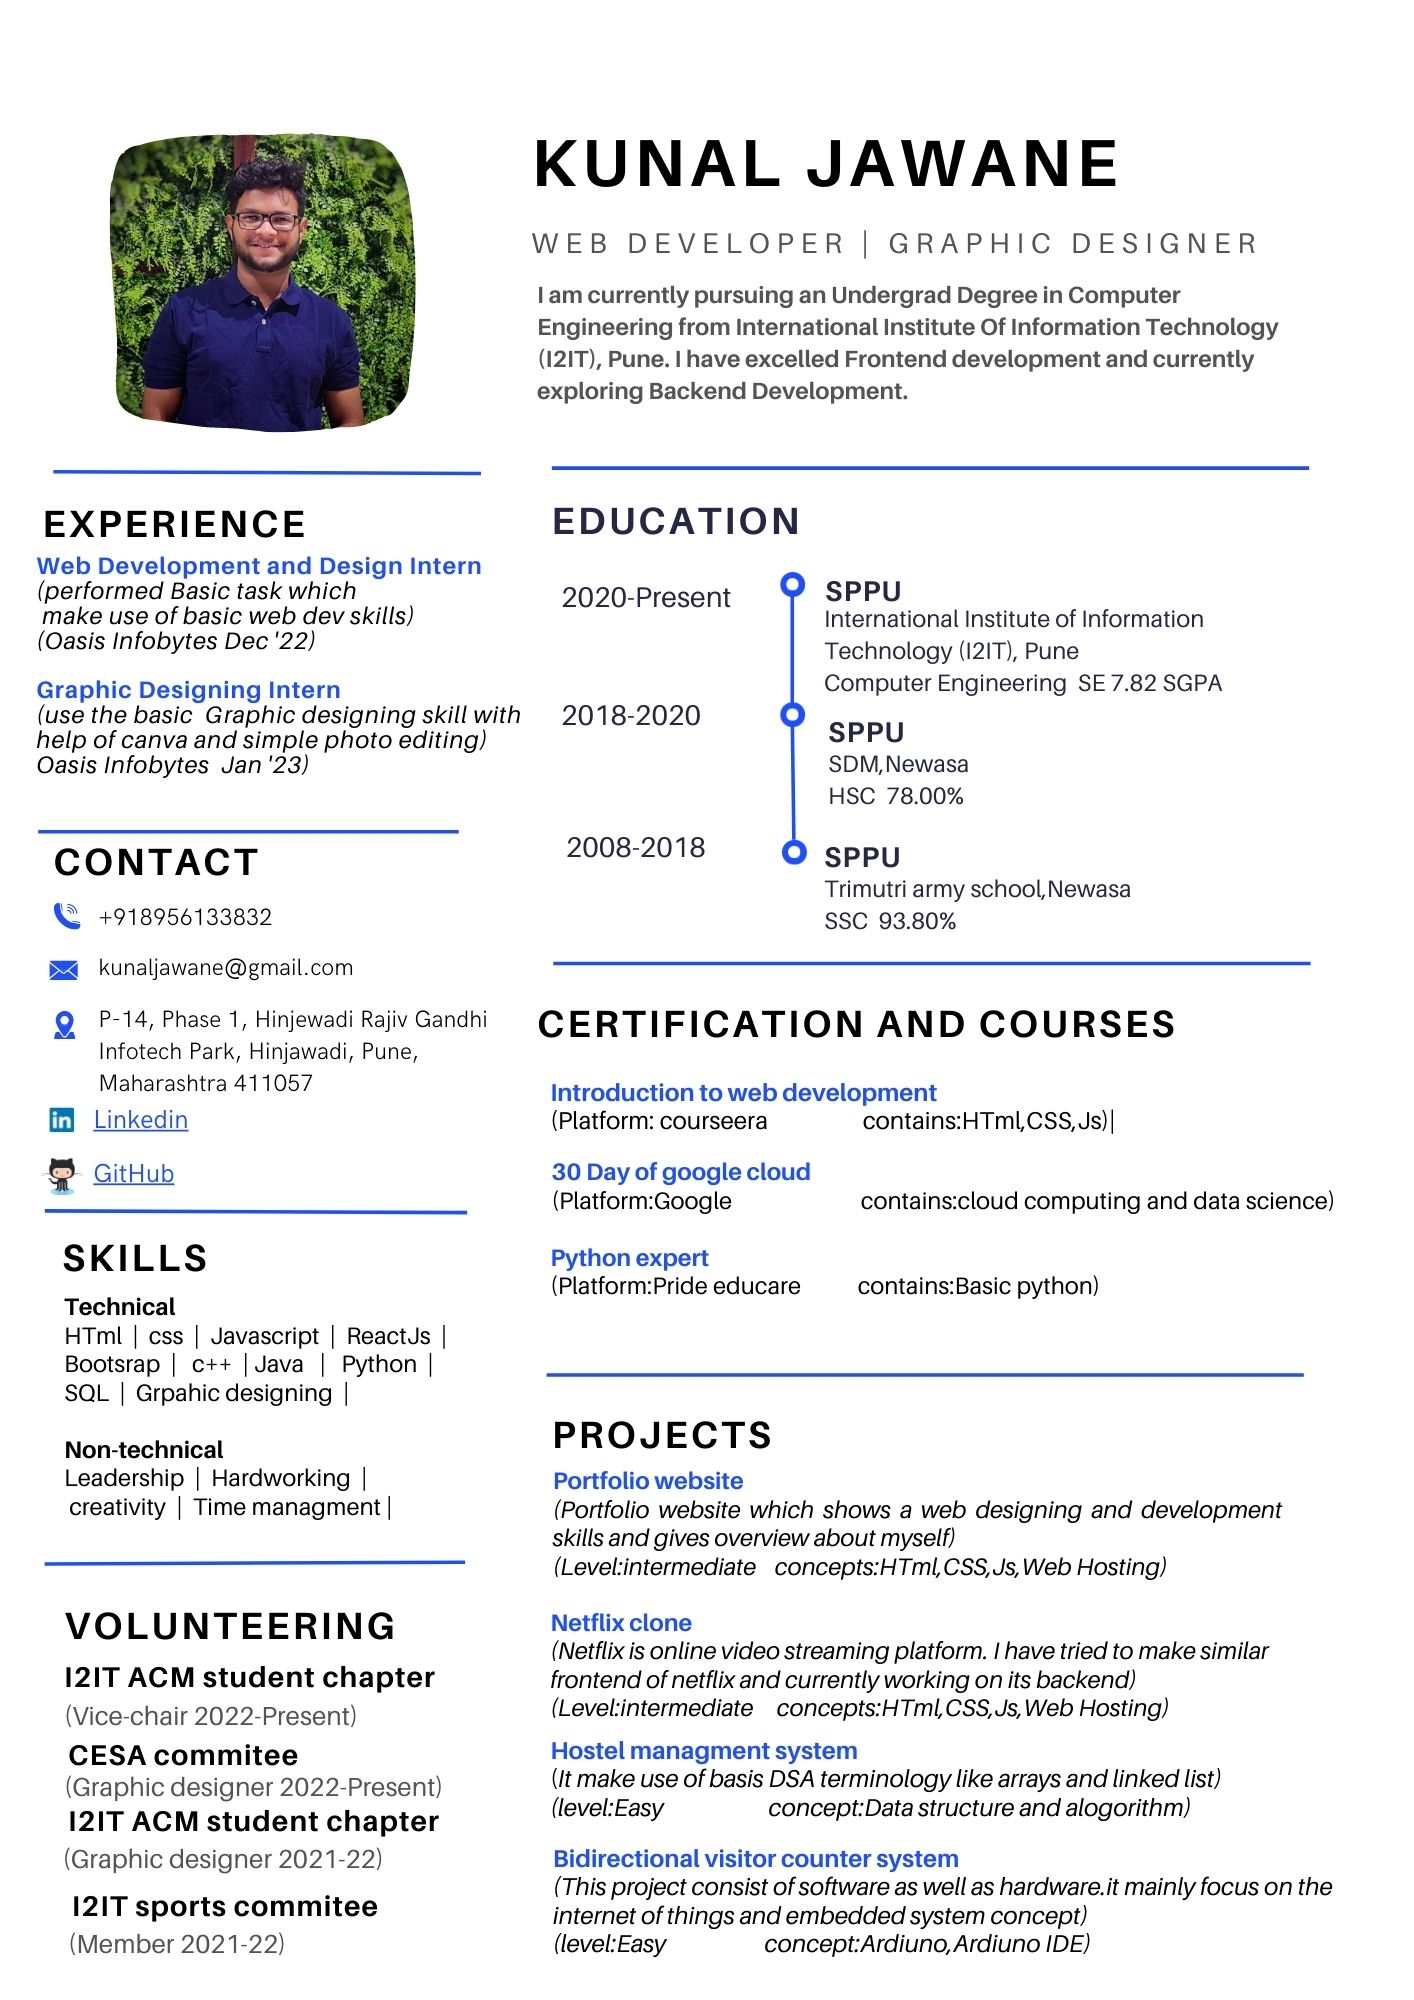 KUNAL JAWANE
WEB DEVELOPER | GRAPHIC DESIGNER
I am currently pursuing an Undergrad Degree in Computer
Engineering from International Institute Of Information Technology
(I2IT), Pune. I have excelled Frontend development and currently
exploring Backend Development.
EXPERIENCE
Web Development and Design Intern
(performed Basic task which
make use of basic web dev skills)
(Oasis Infobytes Dec '22)
Graphic Designing Intern
(use the basic Graphic designing skill with
help of canva and simple photo editing)
Oasis Infobytes Jan '23)
CONTACT
+918956133832
kunaljawane@gmail.com
P-14, Phase 1, Hinjewadi Rajiv Gandhi
Infotech Park, Hinjawadi, Pune,
Maharashtra 411057
in Linkedin
GitHub
SKILLS
Technical
HTml | css | Javascript | ReactJs |
Bootsrap | c++ | Java | Python |
SQL | Grpahic designing |
Non-technical
Leadership | Hardworking |
creativity | Time managment |
VOLUNTEERING
I2IT ACM student chapter
(Vice-chair 2022-Present)
CESA commitee
(Graphic designer 2022-Present)
I2IT ACM student chapter
(Graphic designer 2021-22)
I2IT sports commitee
(Member 2021-22)
EDUCATION
2020-Present
SPPU
International Institute of Information
Technology (I2IT), Pune
Computer Engineering SE 7.82 SGPA
2018-2020
SPPU
SDM,Newasa
HSC 78.00%
2008-2018
SPPU
Trimutri army school,Newasa
SSC 93.80%
CERTIFICATION AND COURSES
Introduction to web development
(Platform: courseera contains:HTml,CSS,Js)|
30 Day of google cloud
(Platform:Google contains:cloud computing and data science)
Python expert
(Platform:Pride educare contains:Basic python)
PROJECTS
Portfolio website
(Portfolio website which shows a web designing and development
skills and gives overview about myself)
(Level:intermediate concepts:HTml,CSS,Js,Web Hosting)
Netflix clone
(Netflix is online video streaming platform. I have tried to make similar
frontend of netflix and currently working on its backend)
(Level:intermediate concepts:HTml,CSS,Js,Web Hosting)
Hostel managment system
(It make use of basis DSA terminology like arrays and linked list)
(level:Easy concept:Data structure and alogorithm)
Bidirectional visitor counter system
(This project consist of software as well as hardware.it mainly focus on the
internet of things and embedded system concept)
(level:Easy concept:Ardiuno,Ardiuno IDE)